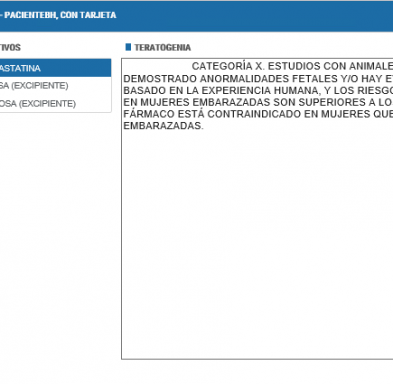 - PACIENTEBH, CON TARJETA
TIVOS
TERATOGENIA
ASTATINA
SA (EXCIPIENTE)
OSA (EXCIPIENTE)
CATEGORÍA X. ESTUDIOS CON ANIMALE
DEMOSTRADO ANORMALIDADES FETALES Y/O HAY E
BASADO EN LA EXPERIENCIA HUMANA, Y LOS RIESGO
EN MUJERES EMBARAZADAS SON SUPERIORES A LO
FÁRMACO ESTÁ CONTRAINDICADO EN MUJERES QUE
EMBARAZADAS.